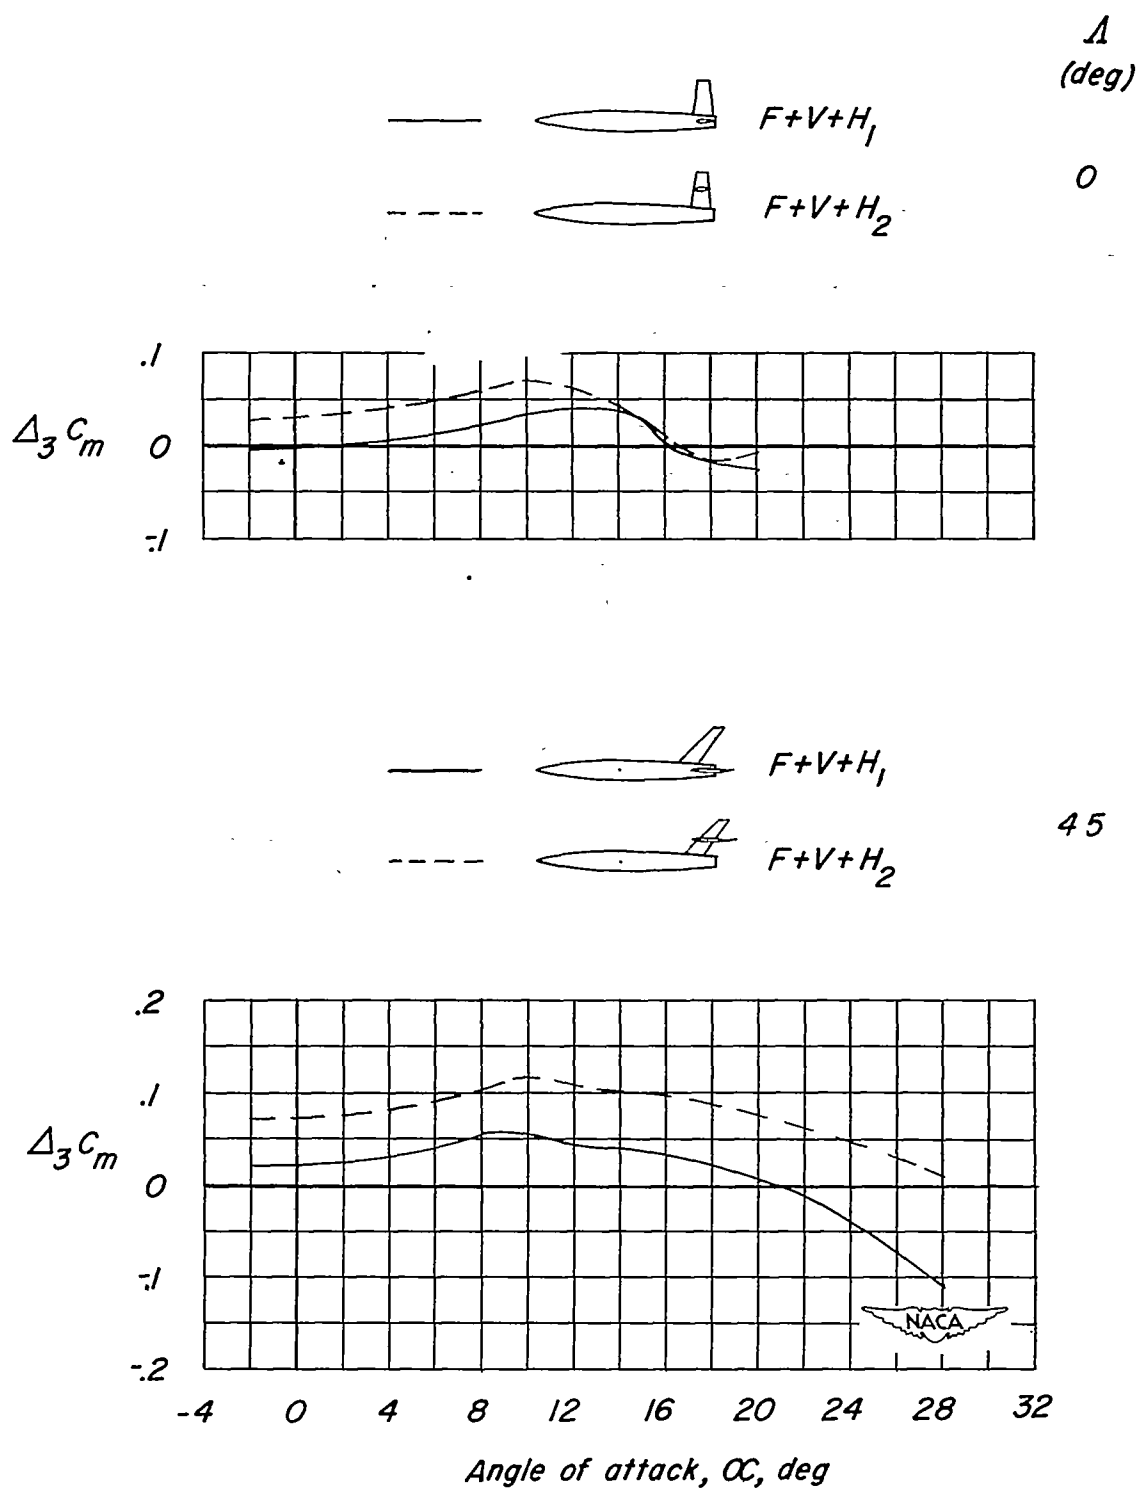 Λ
(deg)
F+V+H1
0
F+V+H2
.1
Δ3Cm
0
-.1
F+V+H1
45
F+V+H2
.2
.1
Δ3Cm
0
-.1
-.2
NACA
-4 0 4 8 12 16 20 24 28 32
Angle of attack, α, deg